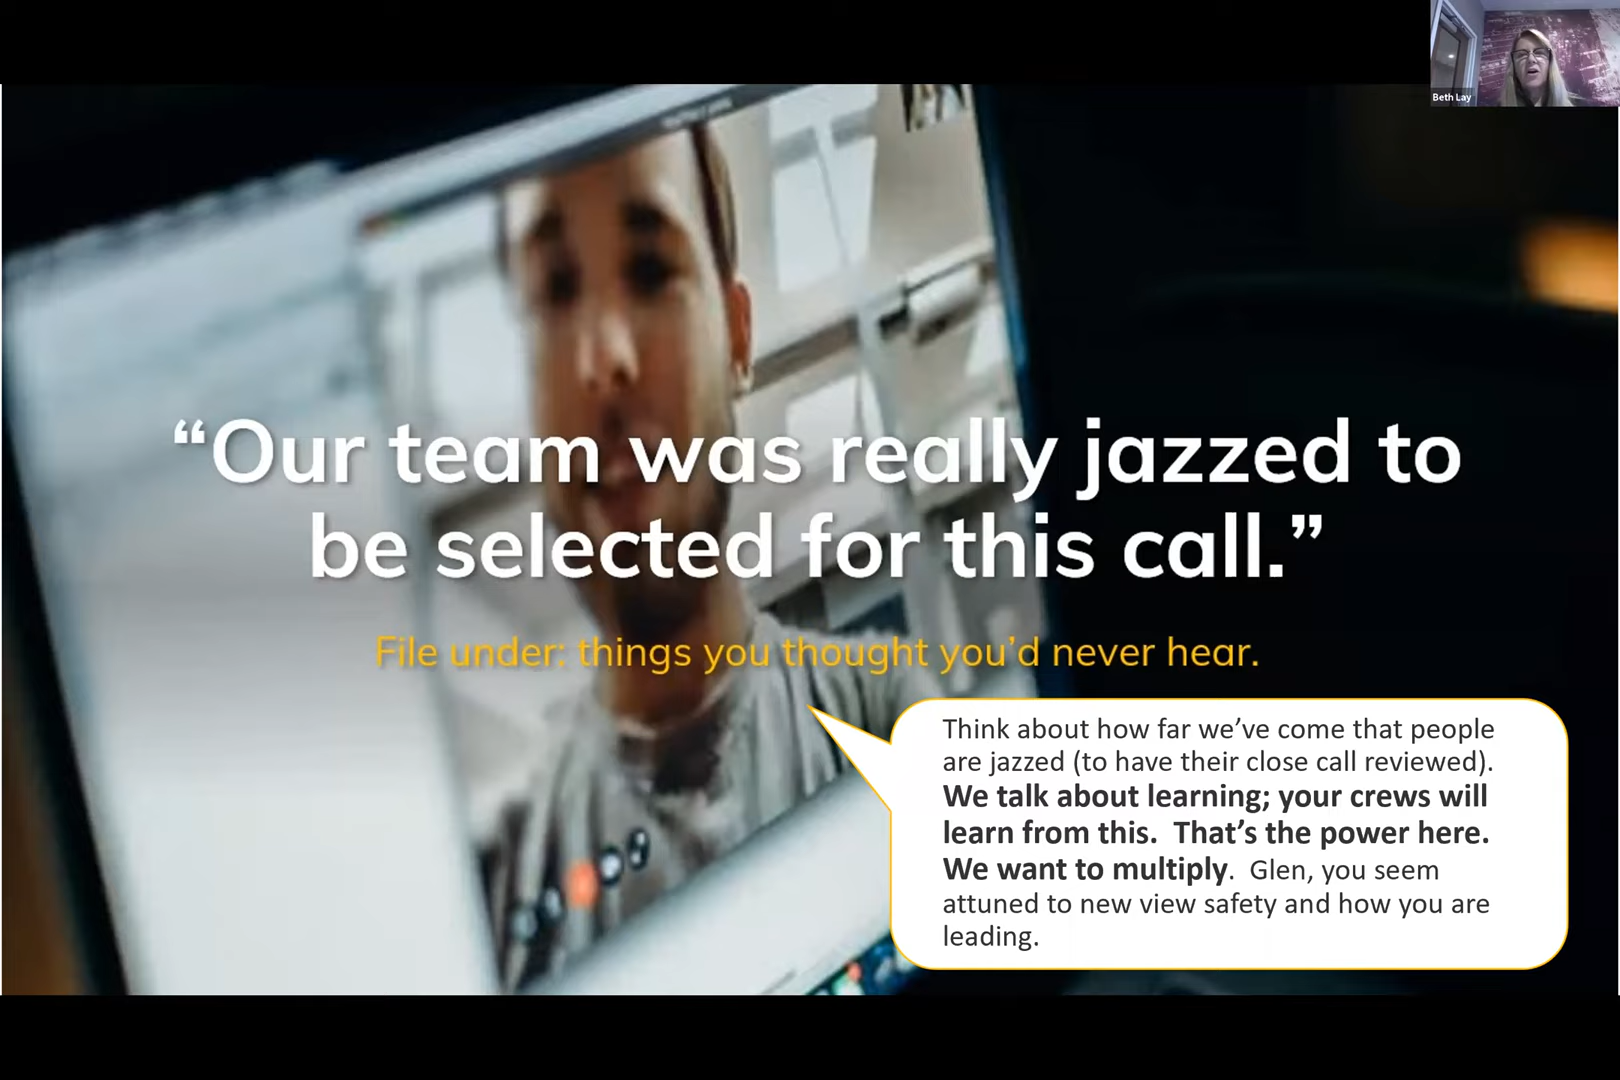 Beth Lay
“Our team was really jazzed to
be selected for this call.”
File under: things you thought you’d never hear.
Think about how far we’ve come that people
are jazzed (to have their close call reviewed).
We talk about learning; your crews will
learn from this.  That’s the power here.
We want to multiply.  Glen, you seem
attuned to new view safety and how you are
leading.